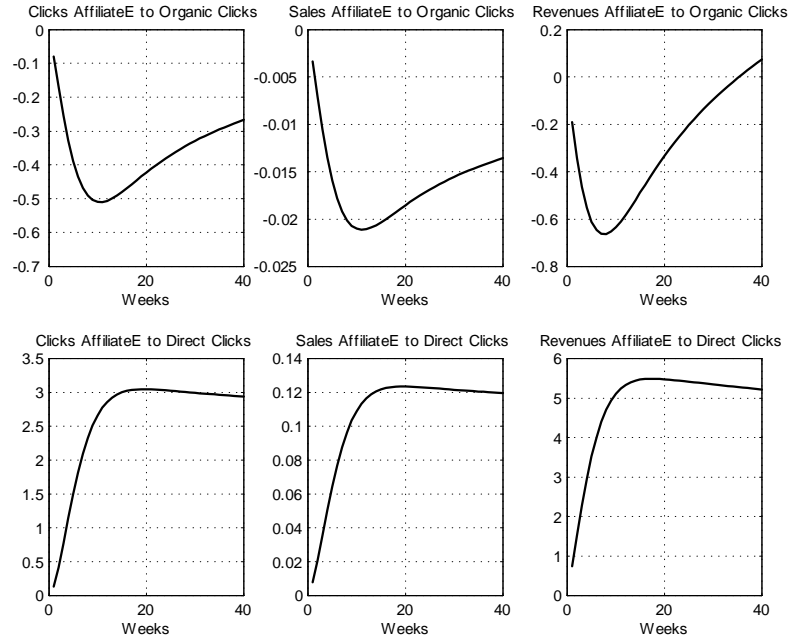 Clicks AffiliateE to Organic Clicks
0
-0.1
-0.2
-0.3
-0.4
-0.5
-0.6
-0.7
0 20 40
Weeks
Sales AffiliateE to Organic Clicks
0
-0.005
-0.01
-0.015
-0.02
-0.025
0 20 40
Weeks
Revenues AffiliateE to Organic Clicks
0.2
0
-0.2
-0.4
-0.6
-0.8
0 20 40
Weeks
Clicks AffiliateE to Direct Clicks
3.5
3
2.5
2
1.5
1
0.5
0
0 20 40
Weeks
Sales AffiliateE to Direct Clicks
0.14
0.12
0.1
0.08
0.06
0.04
0.02
0
0 20 40
Weeks
Revenues AffiliateE to Direct Clicks
6
5
4
3
2
1
0
0 20 40
Weeks